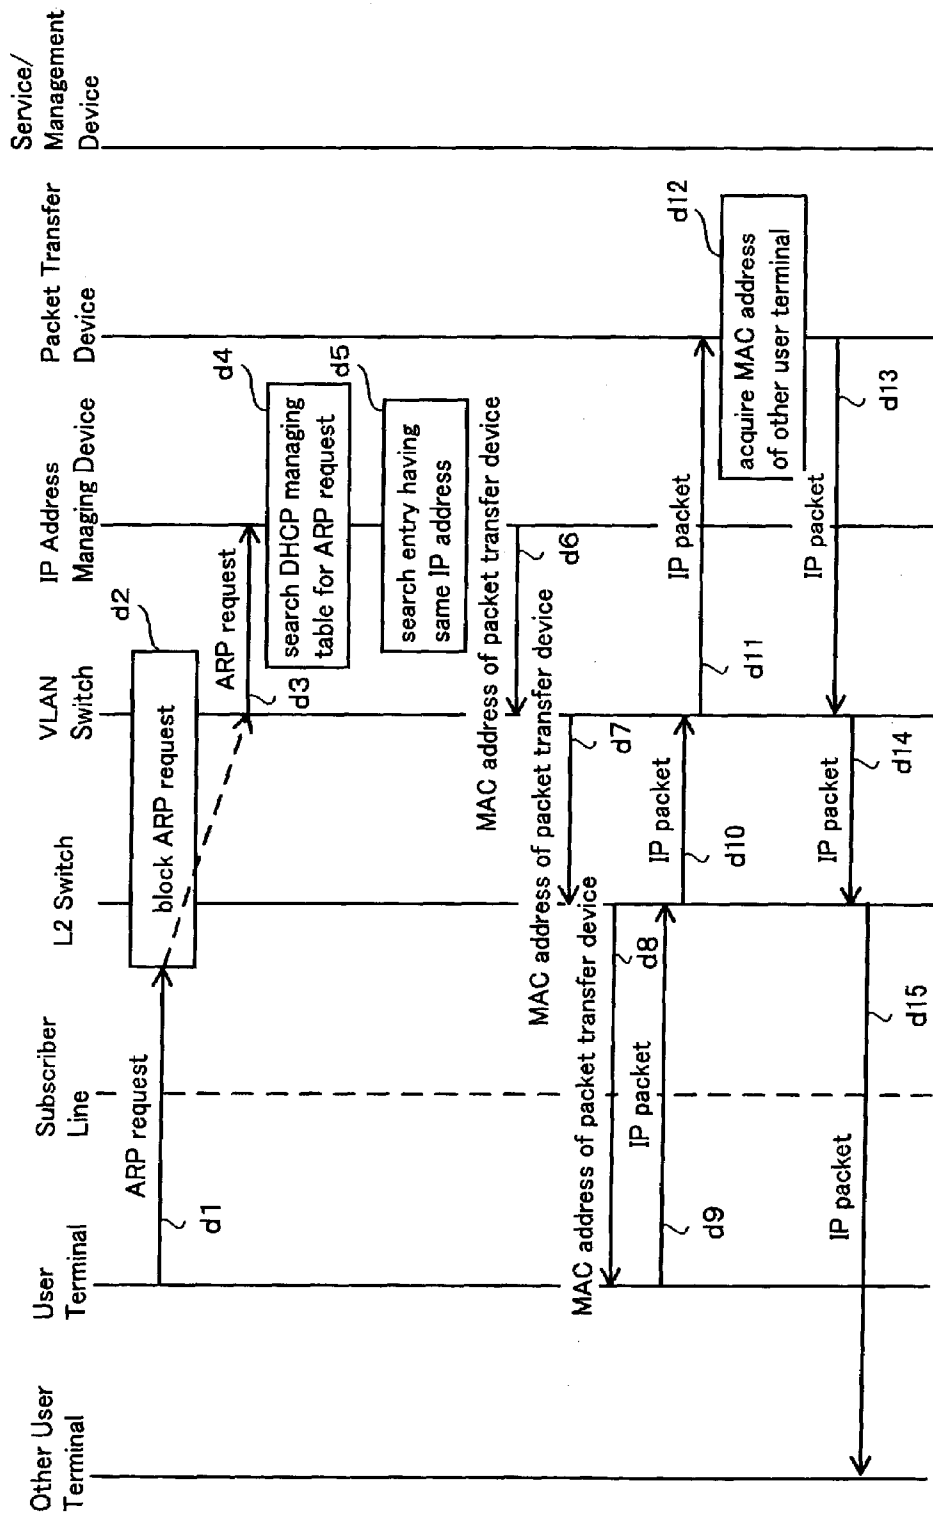 Other User
Terminal
User
Terminal
Subscriber
Line
L2 Switch
VLAN
Switch
IP Address
Managing Device
Packet Transfer
Device
Service/
Management
Device
ARP request
d1
block ARP request
d2
ARP request
d3
search DHCP managing
table for ARP request
d4
search entry having
same IP address
d5
MAC address of packet transfer device
d6
MAC address of packet transfer device
d7
MAC address of packet transfer device
d8
IP packet
d9
IP packet
d10
IP packet
d11
acquire MAC address
of other user terminal
d12
IP packet
d13
IP packet
d14
IP packet
d15